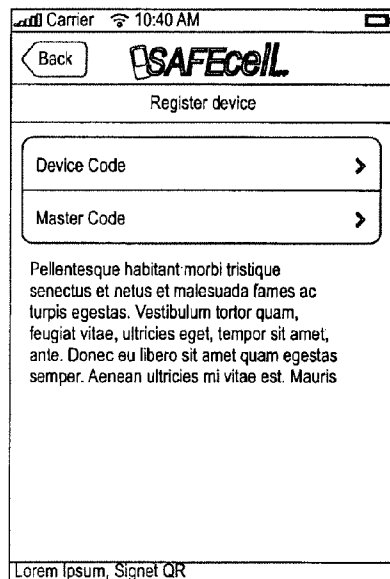 Carrier 10:40 AM
Back SAFEcell
Register device
Device Code
Master Code
Pellentesque habitant morbi tristique
senectus et netus et malesuada fames ac
turpis egestas. Vestibulum tortor quam,
feugiat vitae, ultricies eget, tempor sit amet,
ante. Donec eu libero sit amet quam egestas
semper. Aenean ultricies mi vitae est. Mauris
Lorem Ipsum, Signet QR